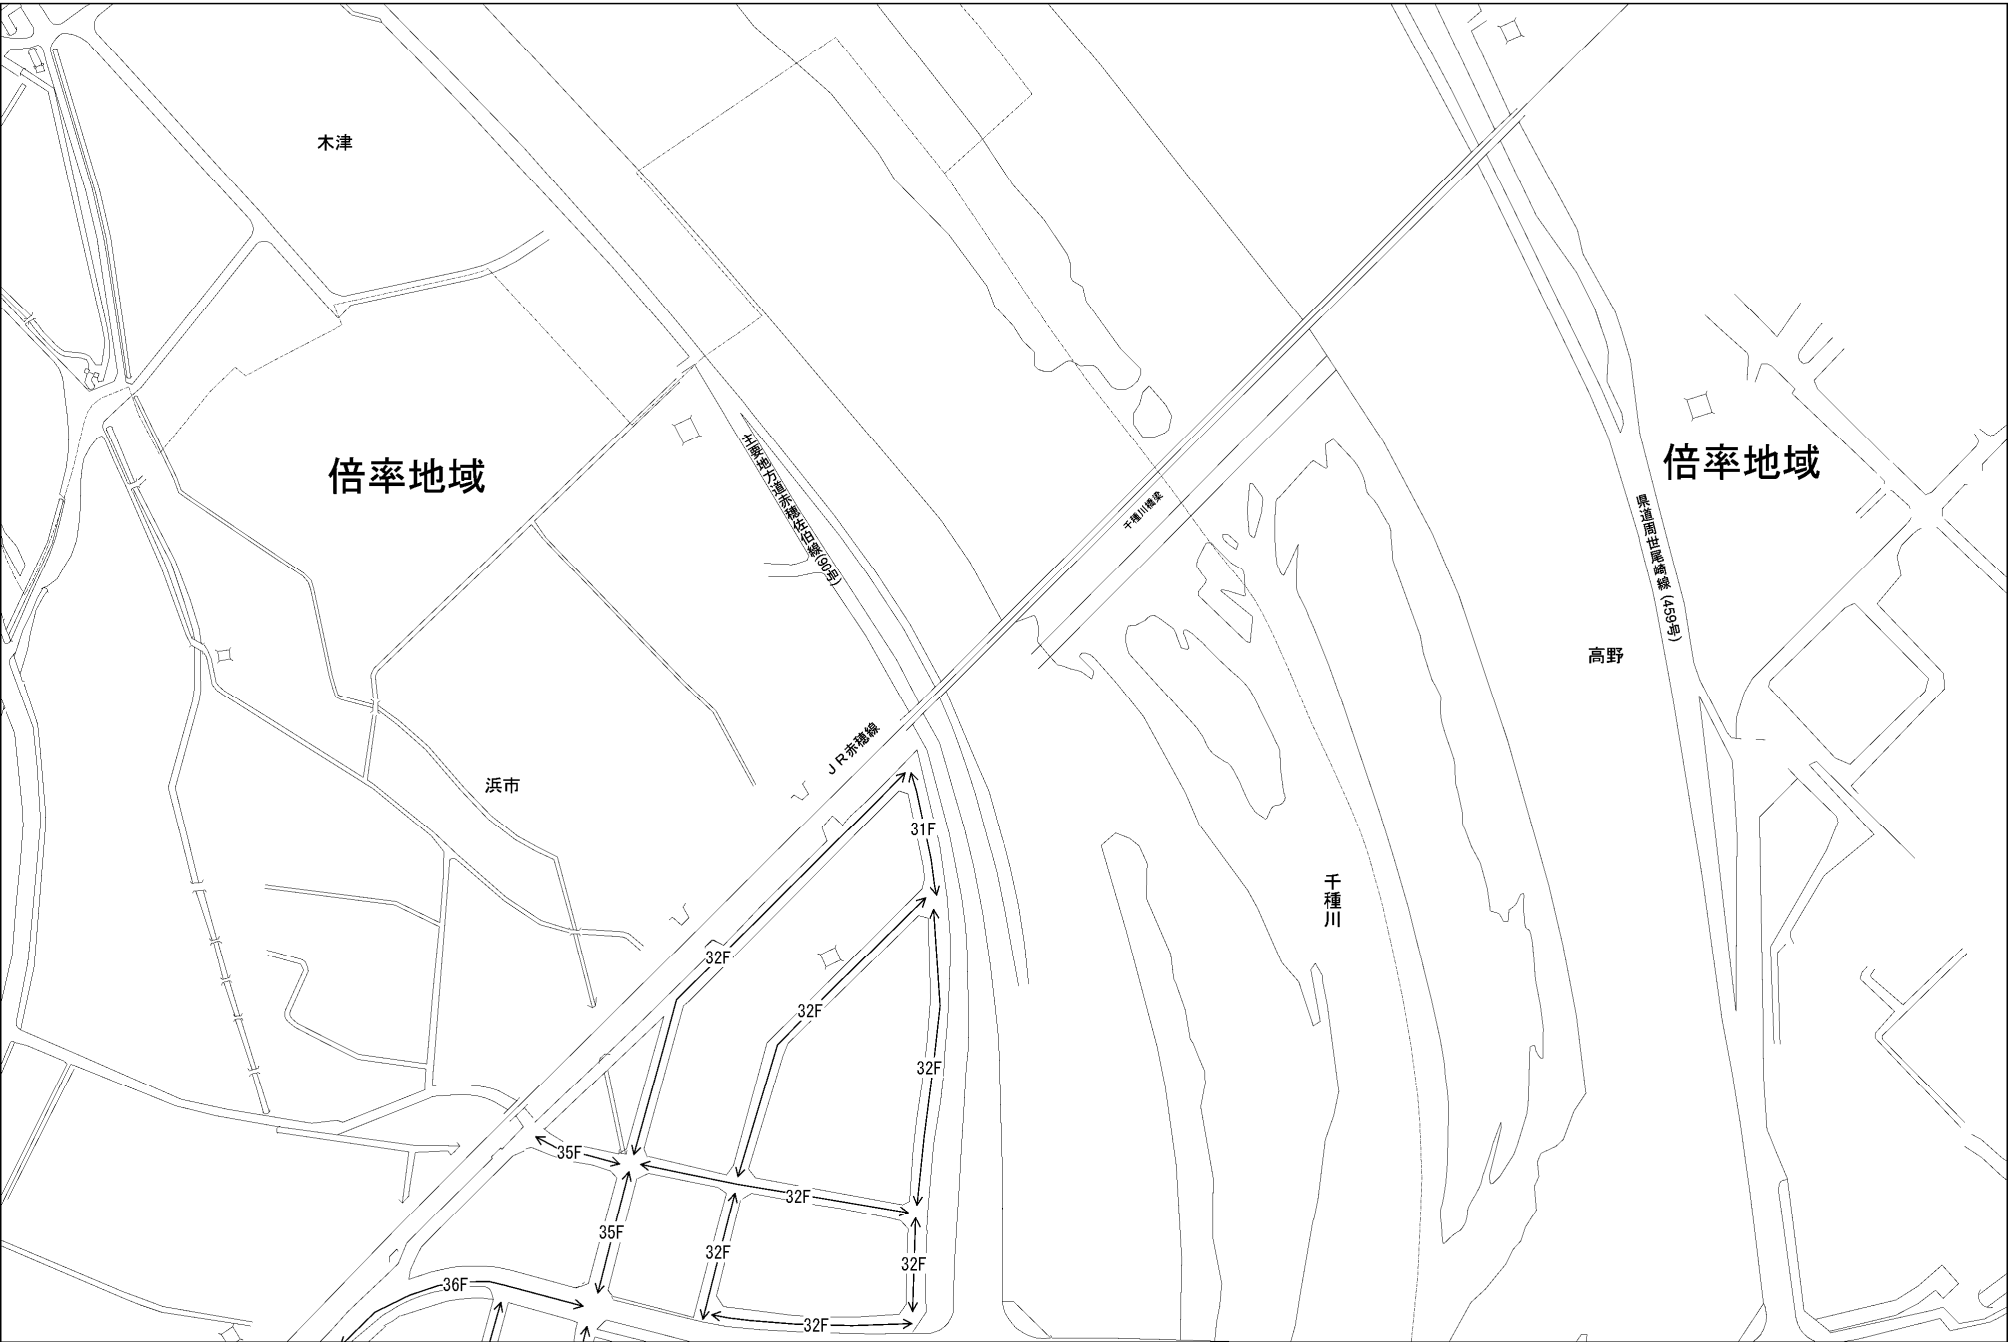 木津
倍率地域
倍率地域
主要地方道赤穂佐伯線(90号)
千種川橋梁
県道周世尾崎線(459号)
高野
JR赤穂線
浜市
31F
千種川
32F
32F
32F
35F
32F
35F
32F
32F
36F
32F